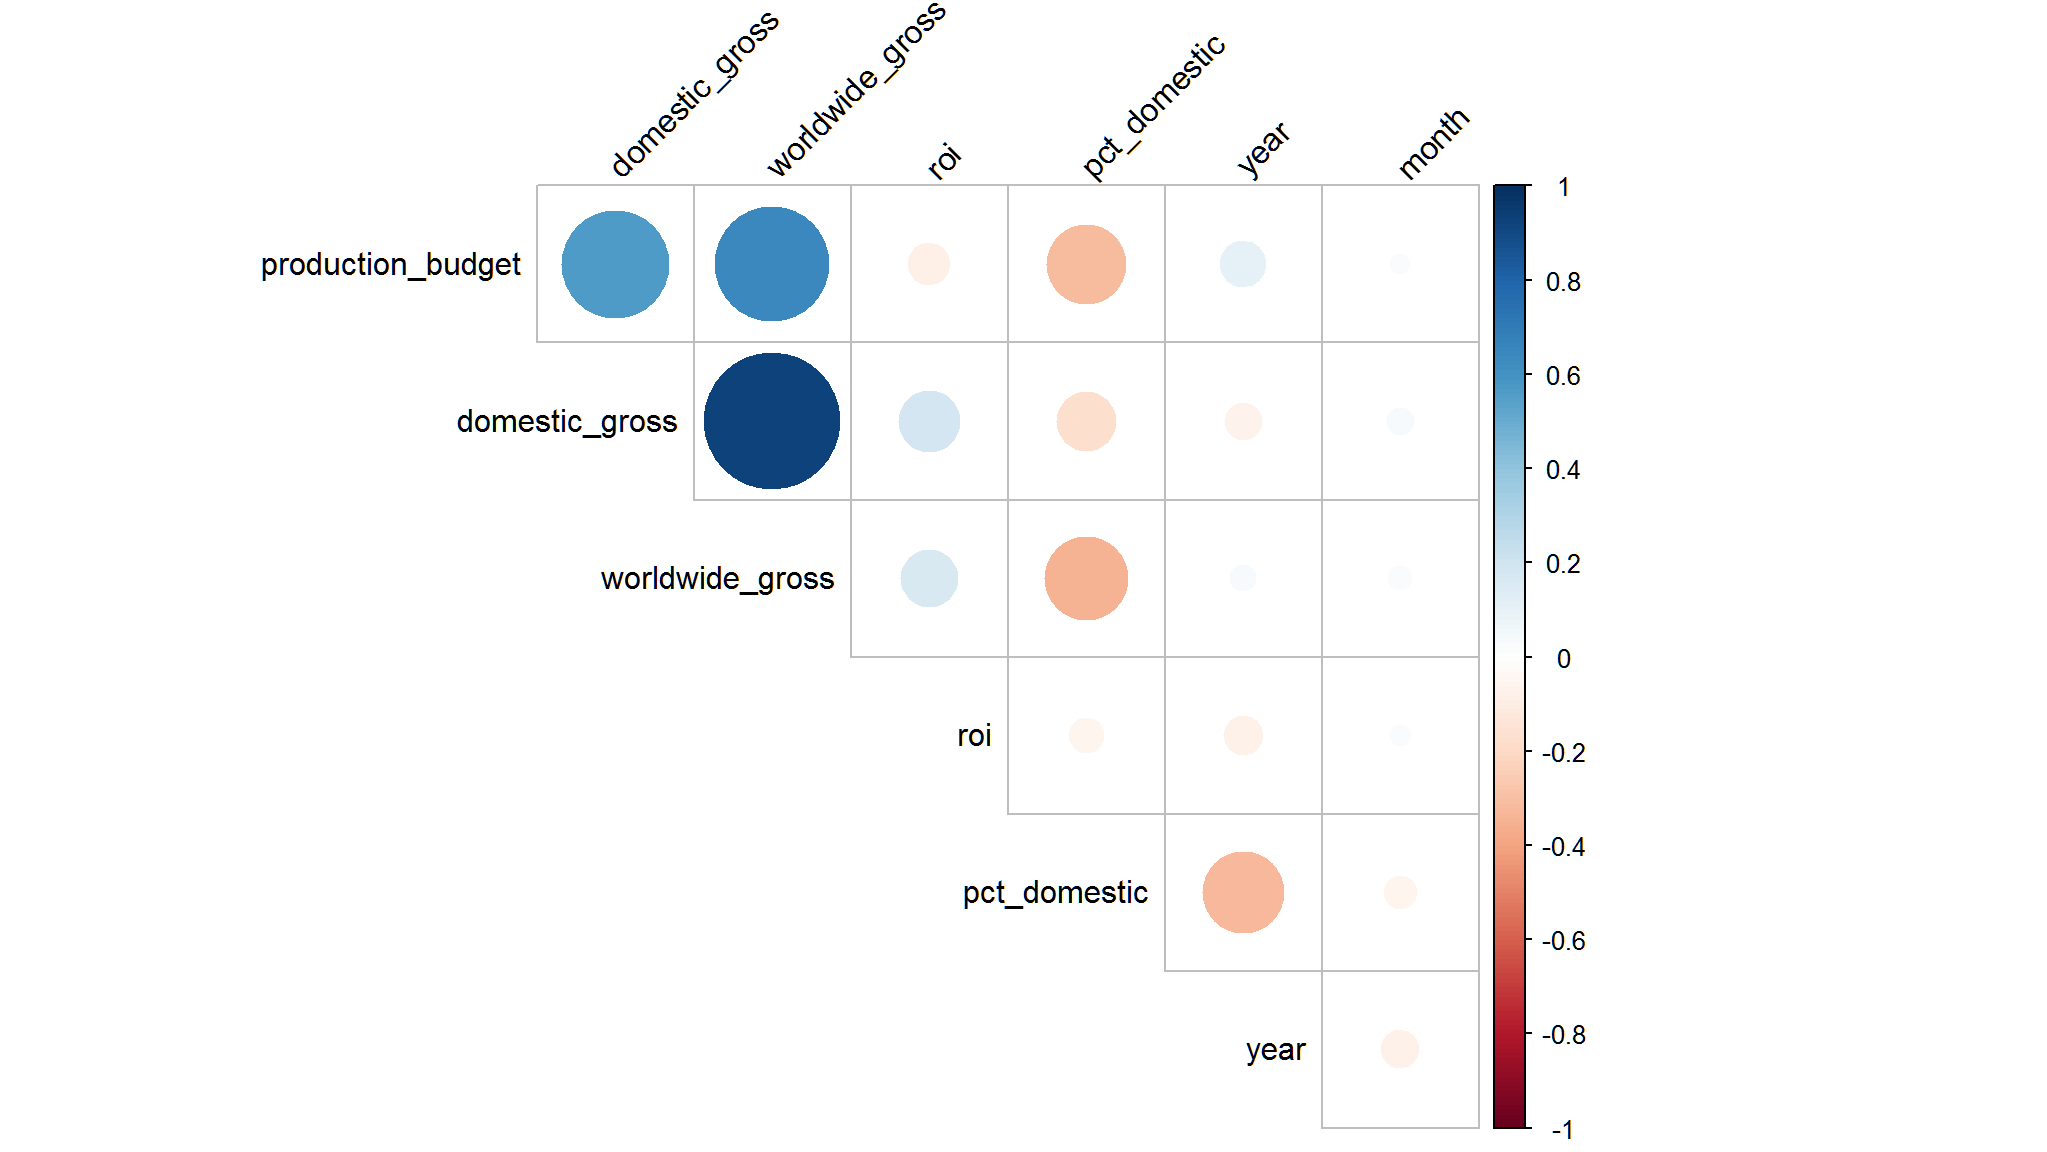 domestic_gross
worldwide_gross
roi
pct_domestic
year
month
production_budget
domestic_gross
worldwide_gross
roi
pct_domestic
year
1
0.8
0.6
0.4
0.2
0
-0.2
-0.4
-0.6
-0.8
-1